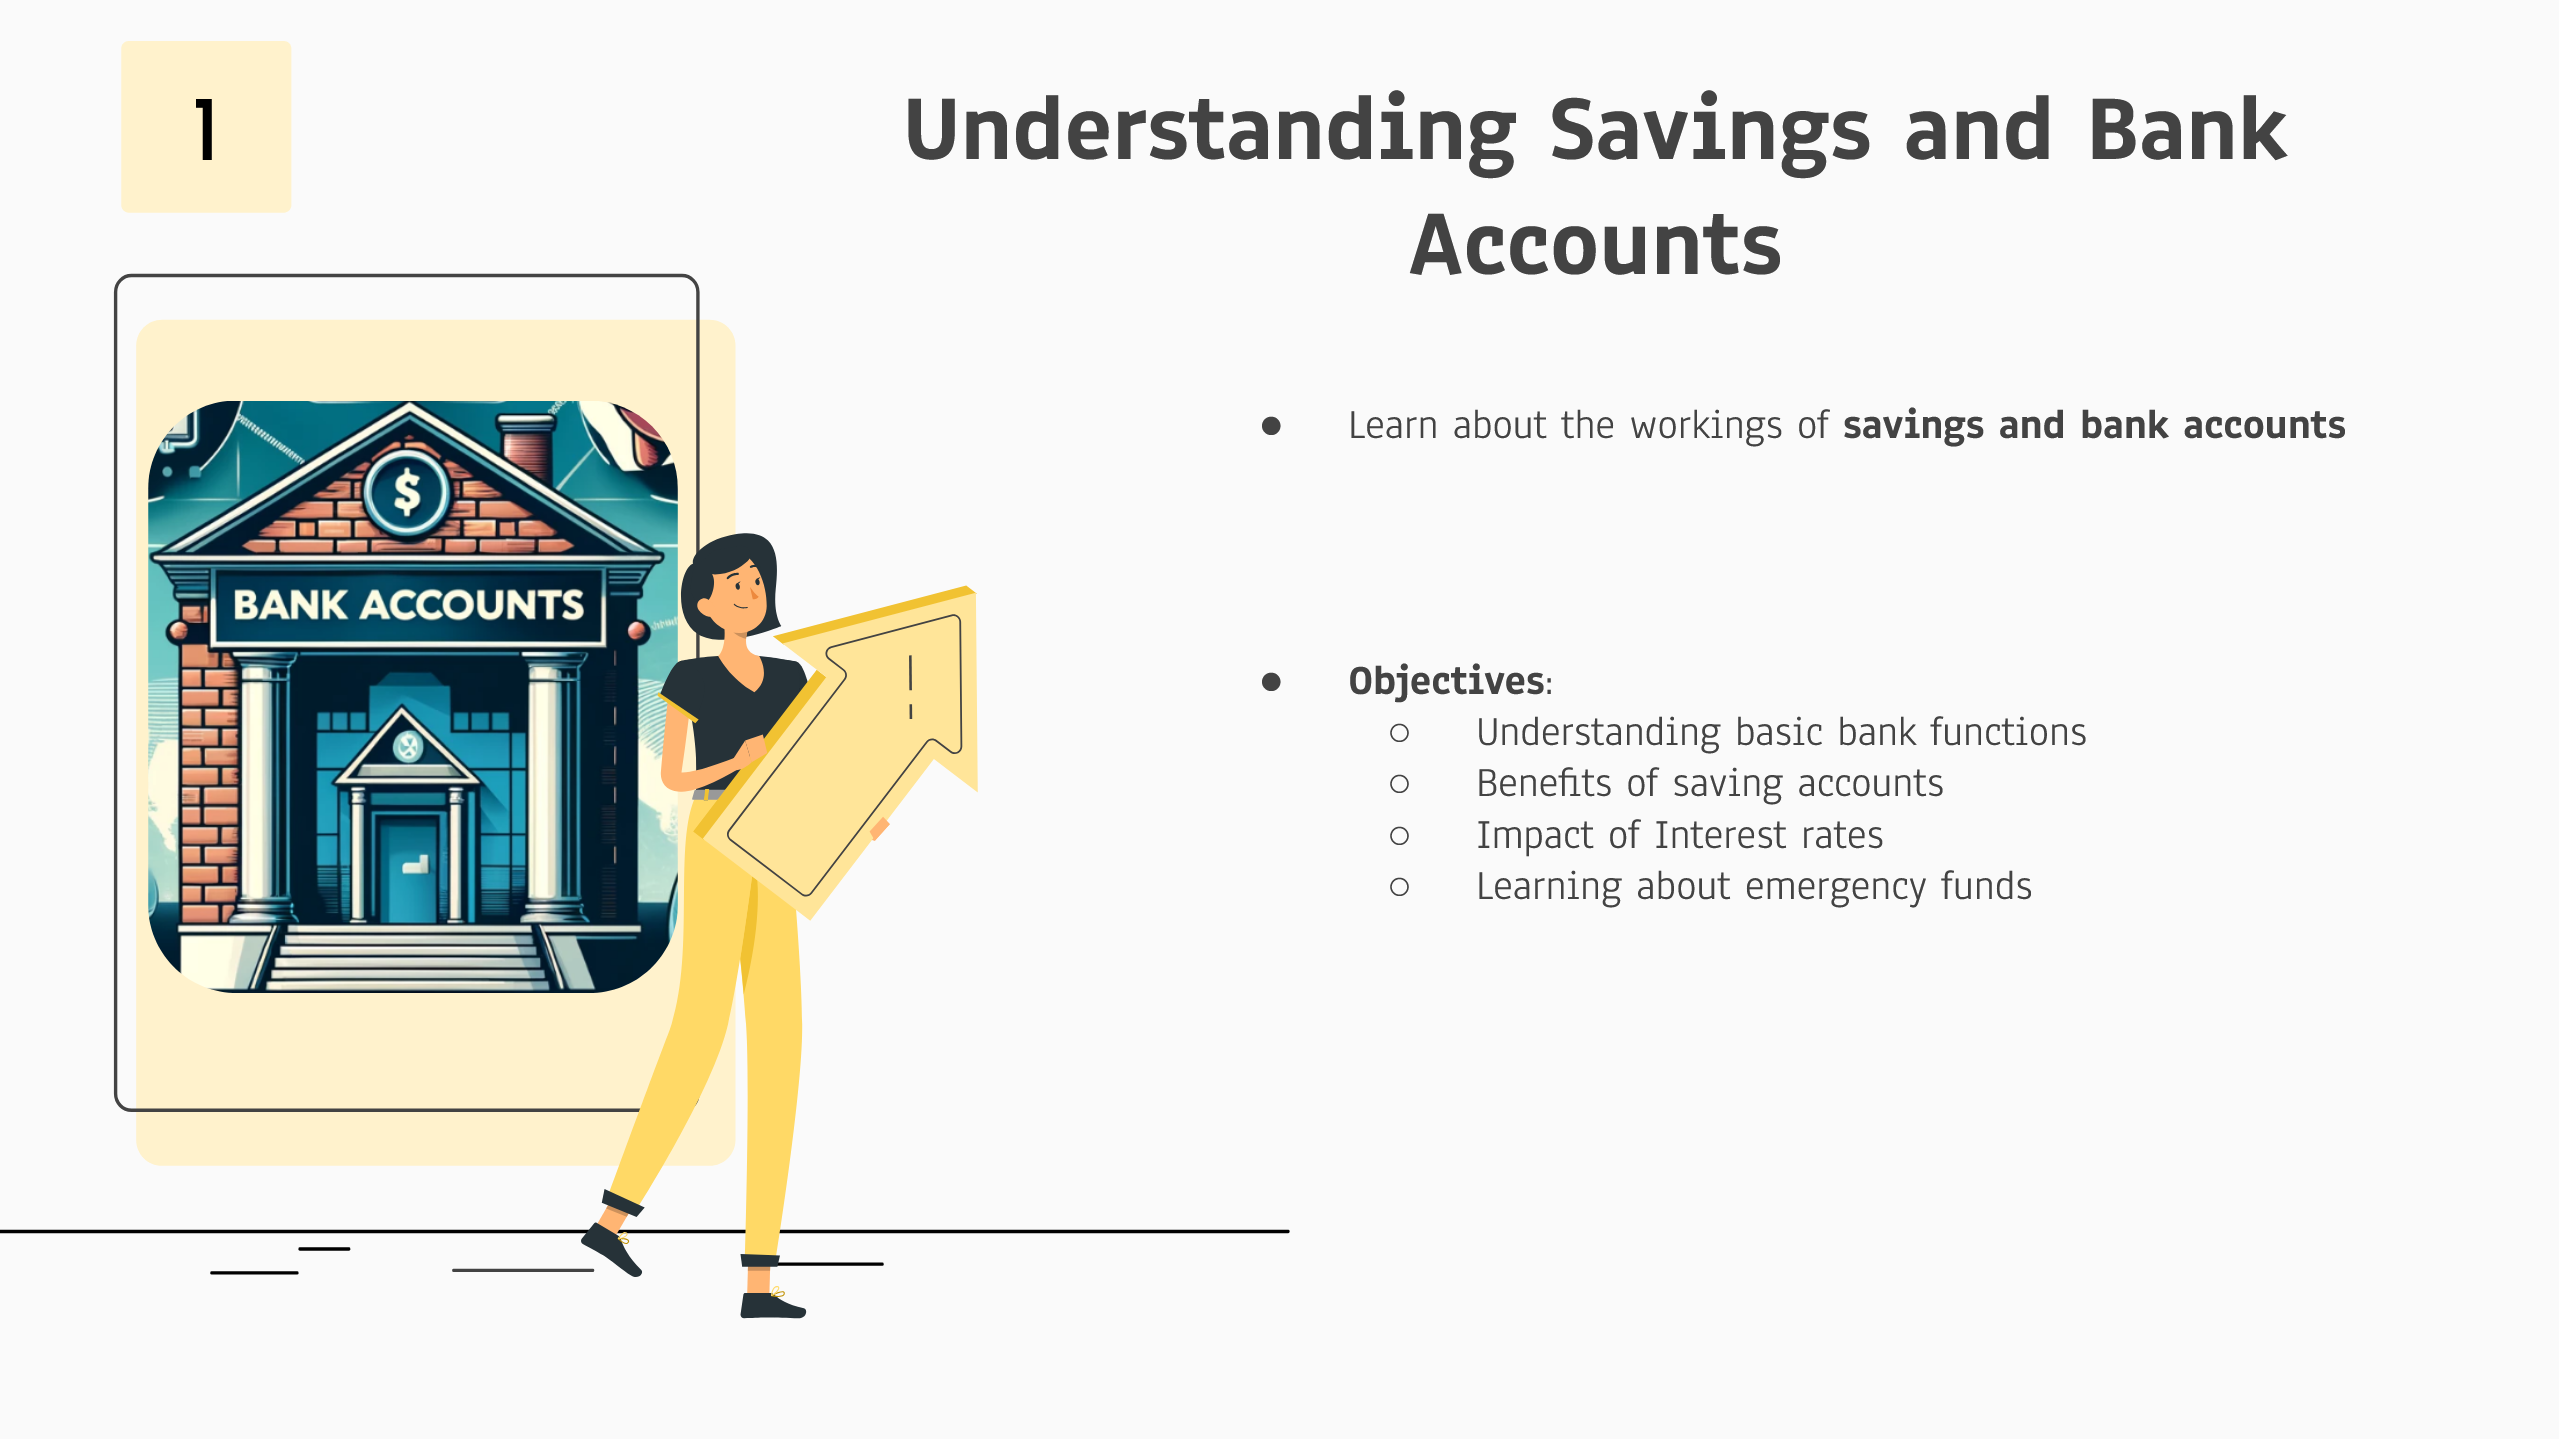 1
Understanding Savings and Bank
Accounts
$
BANK ACCOUNTS
● Learn about the workings of savings and bank accounts
● Objectives:
○ Understanding basic bank functions
○ Benefits of saving accounts
○ Impact of Interest rates
○ Learning about emergency funds